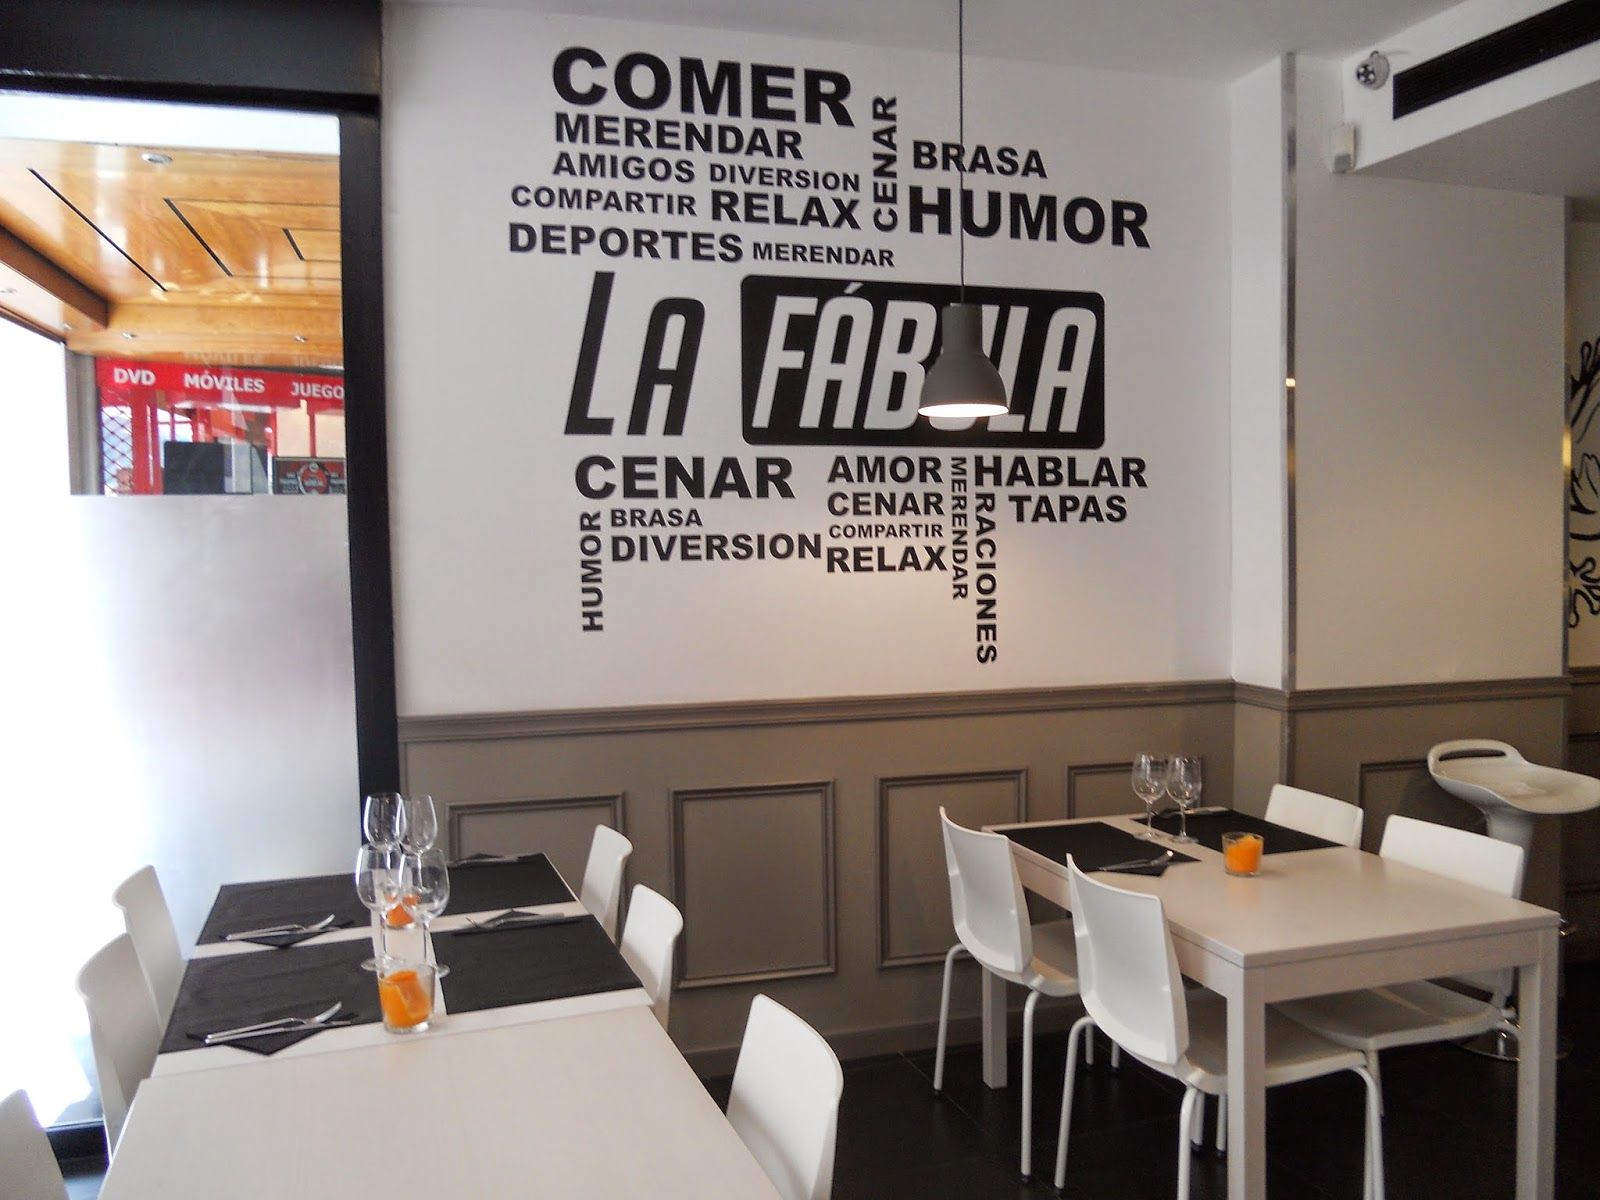 COMER
MERENDAR
CENAR
BRASA
AMIGOS DIVERSION
COMPARTIR RELAX
HUMOR
DEPORTES MERENDAR
LA FÁBULA
CENAR
AMOR
MERENDAR
HABLAR
CENAR
RACIONES
TAPAS
HUMOR
BRASA
COMPARTIR
DIVERSION
RELAX
DVD MÓVILES JUEGO